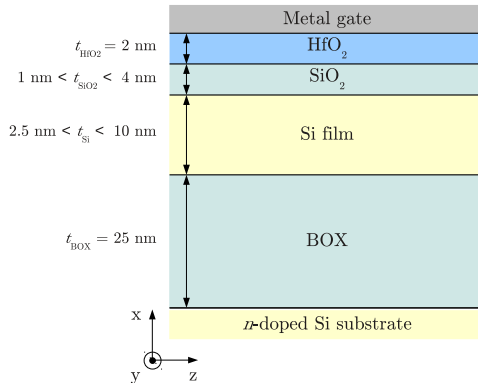 Metal gate
t_HfO2 = 2 nm
HfO₂
1 nm < t_SiO2 < 4 nm
SiO₂
2.5 nm < t_Si < 10 nm
Si film
t_BOX = 25 nm
BOX
n-doped Si substrate
x
y
z